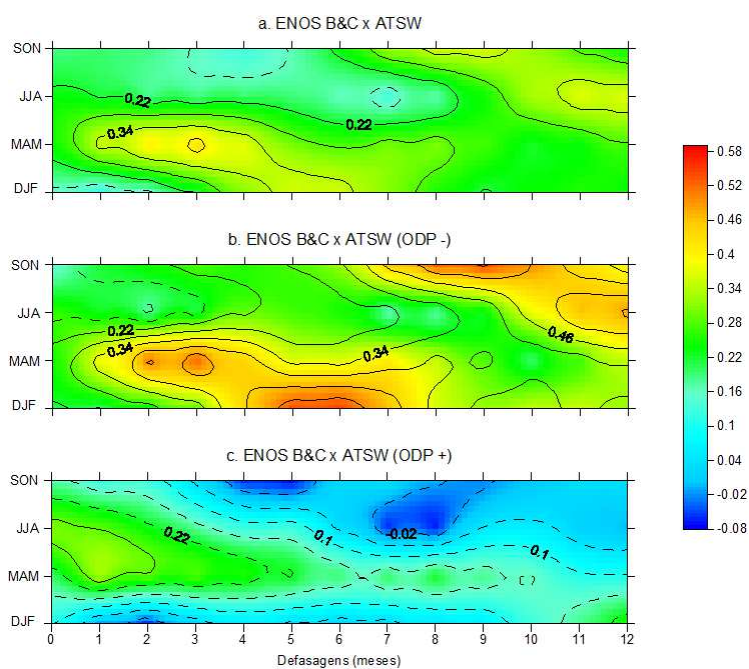 a. ENOS B&C x ATSW
SON
JJA
MAM
DJF
0.22
0.22
0.34
b. ENOS B&C x ATSW (ODP -)
SON
JJA
MAM
DJF
0.22
0.34
0.34
0.46
c. ENOS B&C x ATSW (ODP +)
SON
JJA
MAM
DJF
0.22
0.1
-0.02
0.1
0 1 2 3 4 5 6 7 8 9 10 11 12
Defasagens (meses)
0.58
0.52
0.46
0.4
0.34
0.28
0.22
0.16
0.1
0.04
-0.02
-0.08